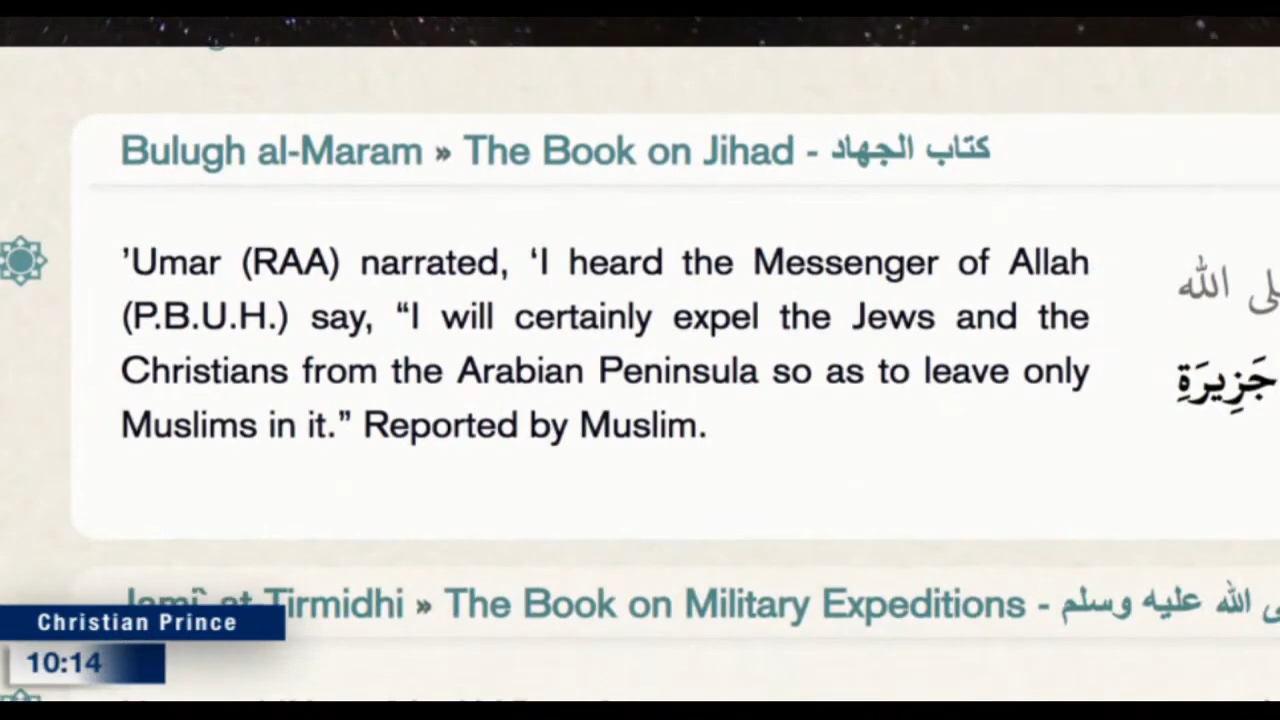 Bulugh al-Maram » The Book on Jihad - كتاب الجهاد
’Umar (RAA) narrated, ‘I heard the Messenger of Allah
(P.B.U.H.) say, “I will certainly expel the Jews and the
Christians from the Arabian Peninsula so as to leave only
Muslims in it.” Reported by Muslim.
الله
جَزِيرَةِ
Jami` at-Tirmidhi » The Book on Military Expeditions - الله عليه وسلم
Christian Prince
10:14